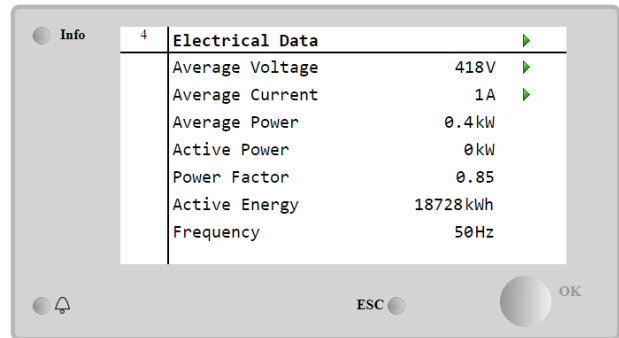 Info
4 Electrical Data
Average Voltage 418V
Average Current 1A
Average Power 0.4kW
Active Power 0kW
Power Factor 0.85
Active Energy 18728kWh
Frequency 50Hz
ESC
OK